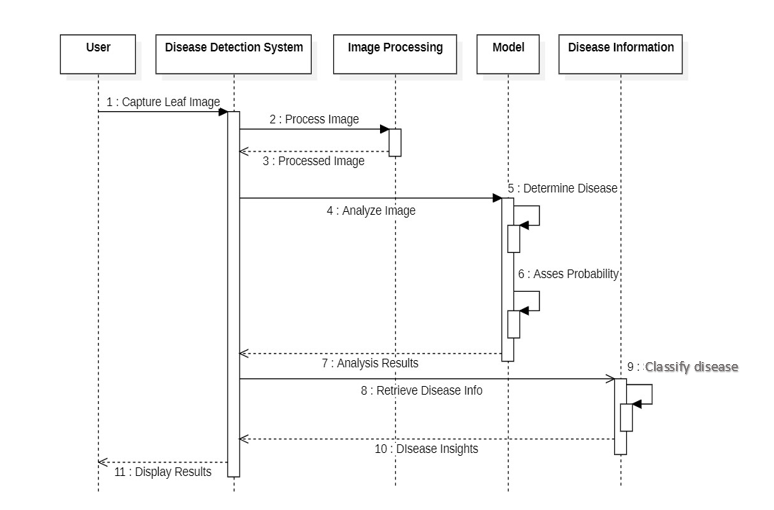 User
Disease Detection System
Image Processing
Model
Disease Information
1 : Capture Leaf Image
2 : Process Image
3 : Processed Image
4 : Analyze Image
5 : Determine Disease
6 : Asses Probability
7 : Analysis Results
8 : Retrieve Disease Info
9 : Classify disease
10 : DIsease Insights
11 : Display Results